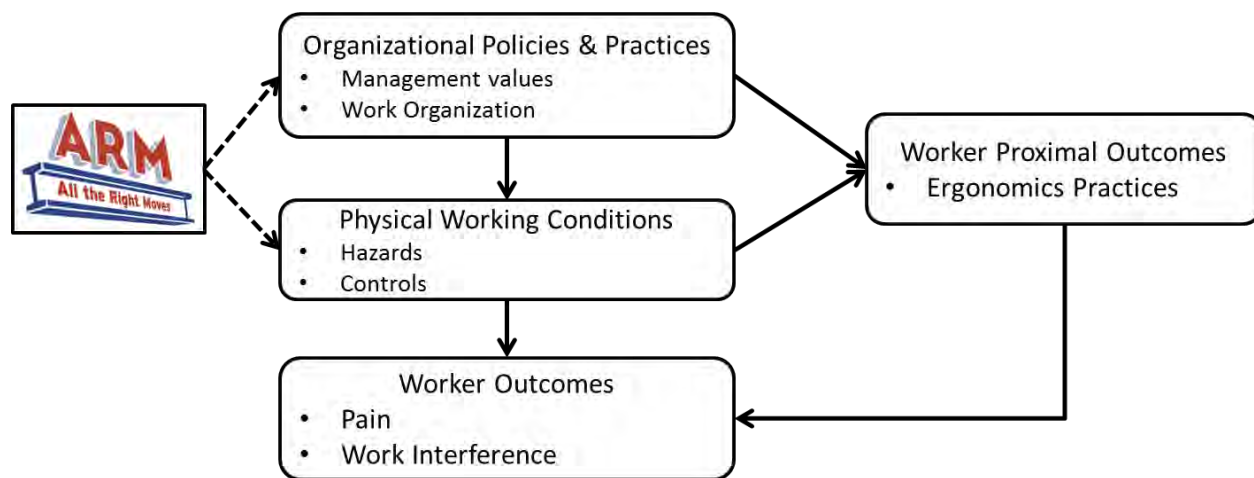 ARM
All the Right Moves
Organizational Policies & Practices
• Management values
• Work Organization
Physical Working Conditions
• Hazards
• Controls
Worker Proximal Outcomes
• Ergonomics Practices
Worker Outcomes
• Pain
• Work Interference